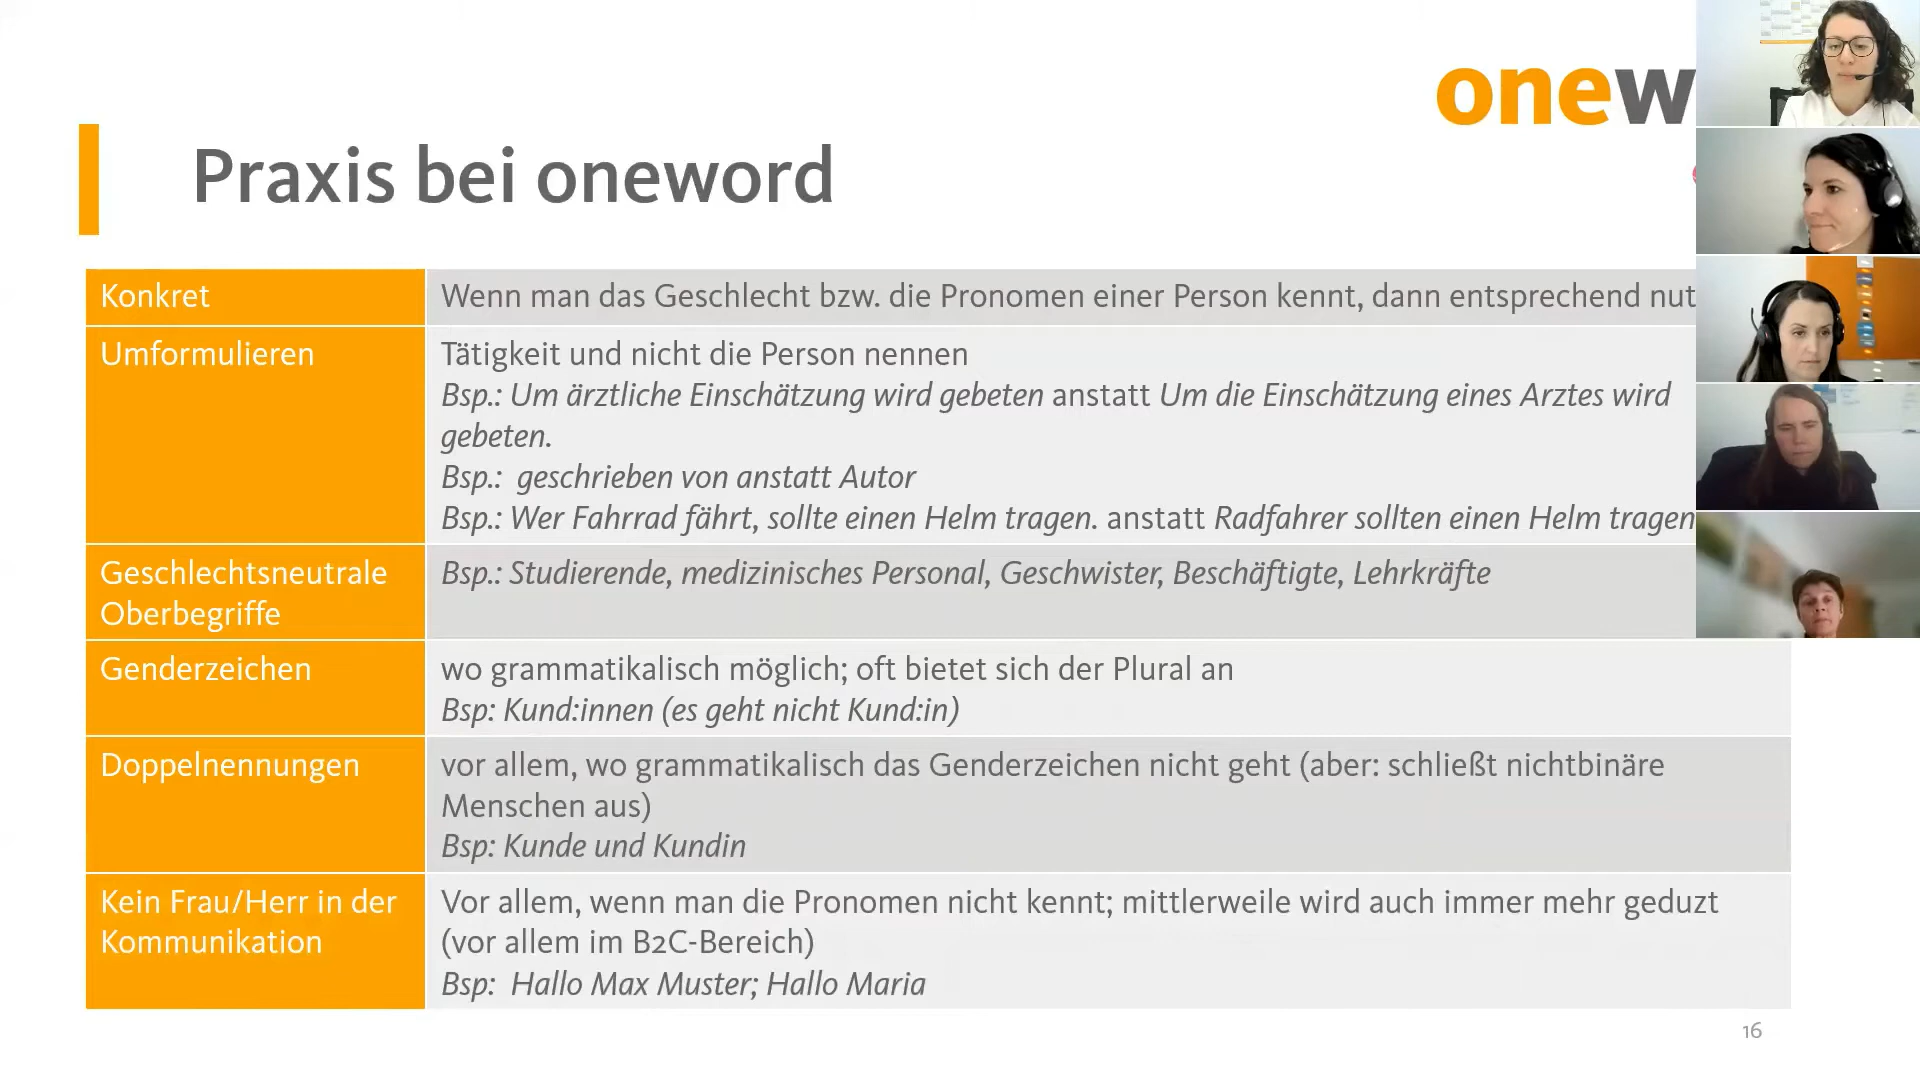 onew
Praxis bei oneword
Konkret
Wenn man das Geschlecht bzw. die Pronomen einer Person kennt, dann entsprechend nut
Umformulieren
Tätigkeit und nicht die Person nennen
Bsp.: Um ärztliche Einschätzung wird gebeten anstatt Um die Einschätzung eines Arztes wird
gebeten.
Bsp.: geschrieben von anstatt Autor
Bsp.: Wer Fahrrad fährt, sollte einen Helm tragen. anstatt Radfahrer sollten einen Helm tragen
Geschlechtsneutrale
Oberbegriffe
Bsp.: Studierende, medizinisches Personal, Geschwister, Beschäftigte, Lehrkräfte
Genderzeichen
wo grammatikalisch möglich; oft bietet sich der Plural an
Bsp: Kund:innen (es geht nicht Kund:in)
Doppelnennungen
vor allem, wo grammatikalisch das Genderzeichen nicht geht (aber: schließt nichtbinäre
Menschen aus)
Bsp: Kunde und Kundin
Kein Frau/Herr in der
Kommunikation
Vor allem, wenn man die Pronomen nicht kennt; mittlerweile wird auch immer mehr geduzt
(vor allem im B2C-Bereich)
Bsp: Hallo Max Muster; Hallo Maria
16